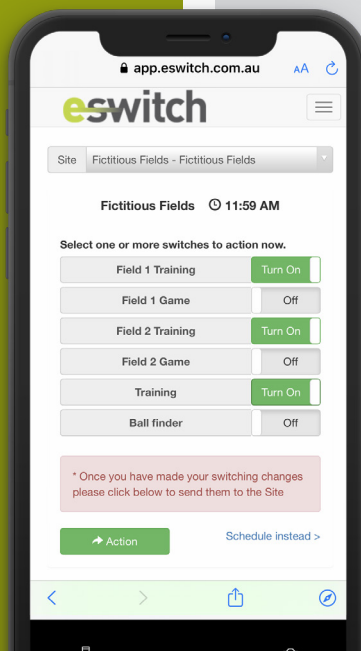 app.eswitch.com.au AA
eswitch
Site Fictitious Fields - Fictitious Fields
Fictitious Fields 11:59 AM
Select one or more switches to action now.
Field 1 Training Turn On
Field 1 Game Off
Field 2 Training Turn On
Field 2 Game Off
Training Turn On
Ball finder Off
* Once you have made your switching changes
please click below to send them to the Site
Action Schedule instead >